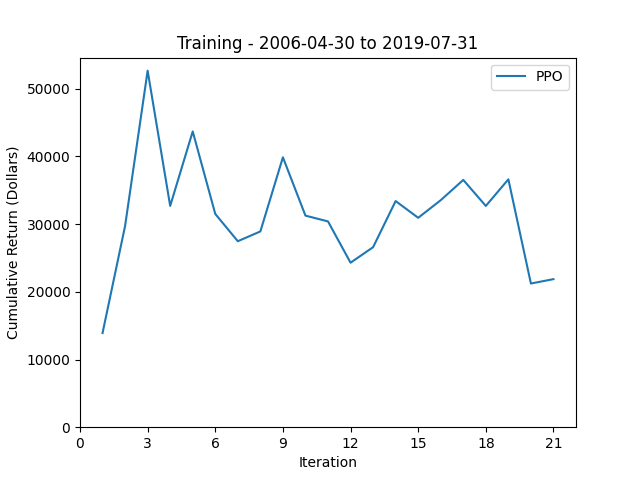 Training - 2006-04-30 to 2019-07-31
PPO
Cumulative Return (Dollars)
50000
40000
30000
20000
10000
0
0 3 6 9 12 15 18 21
Iteration